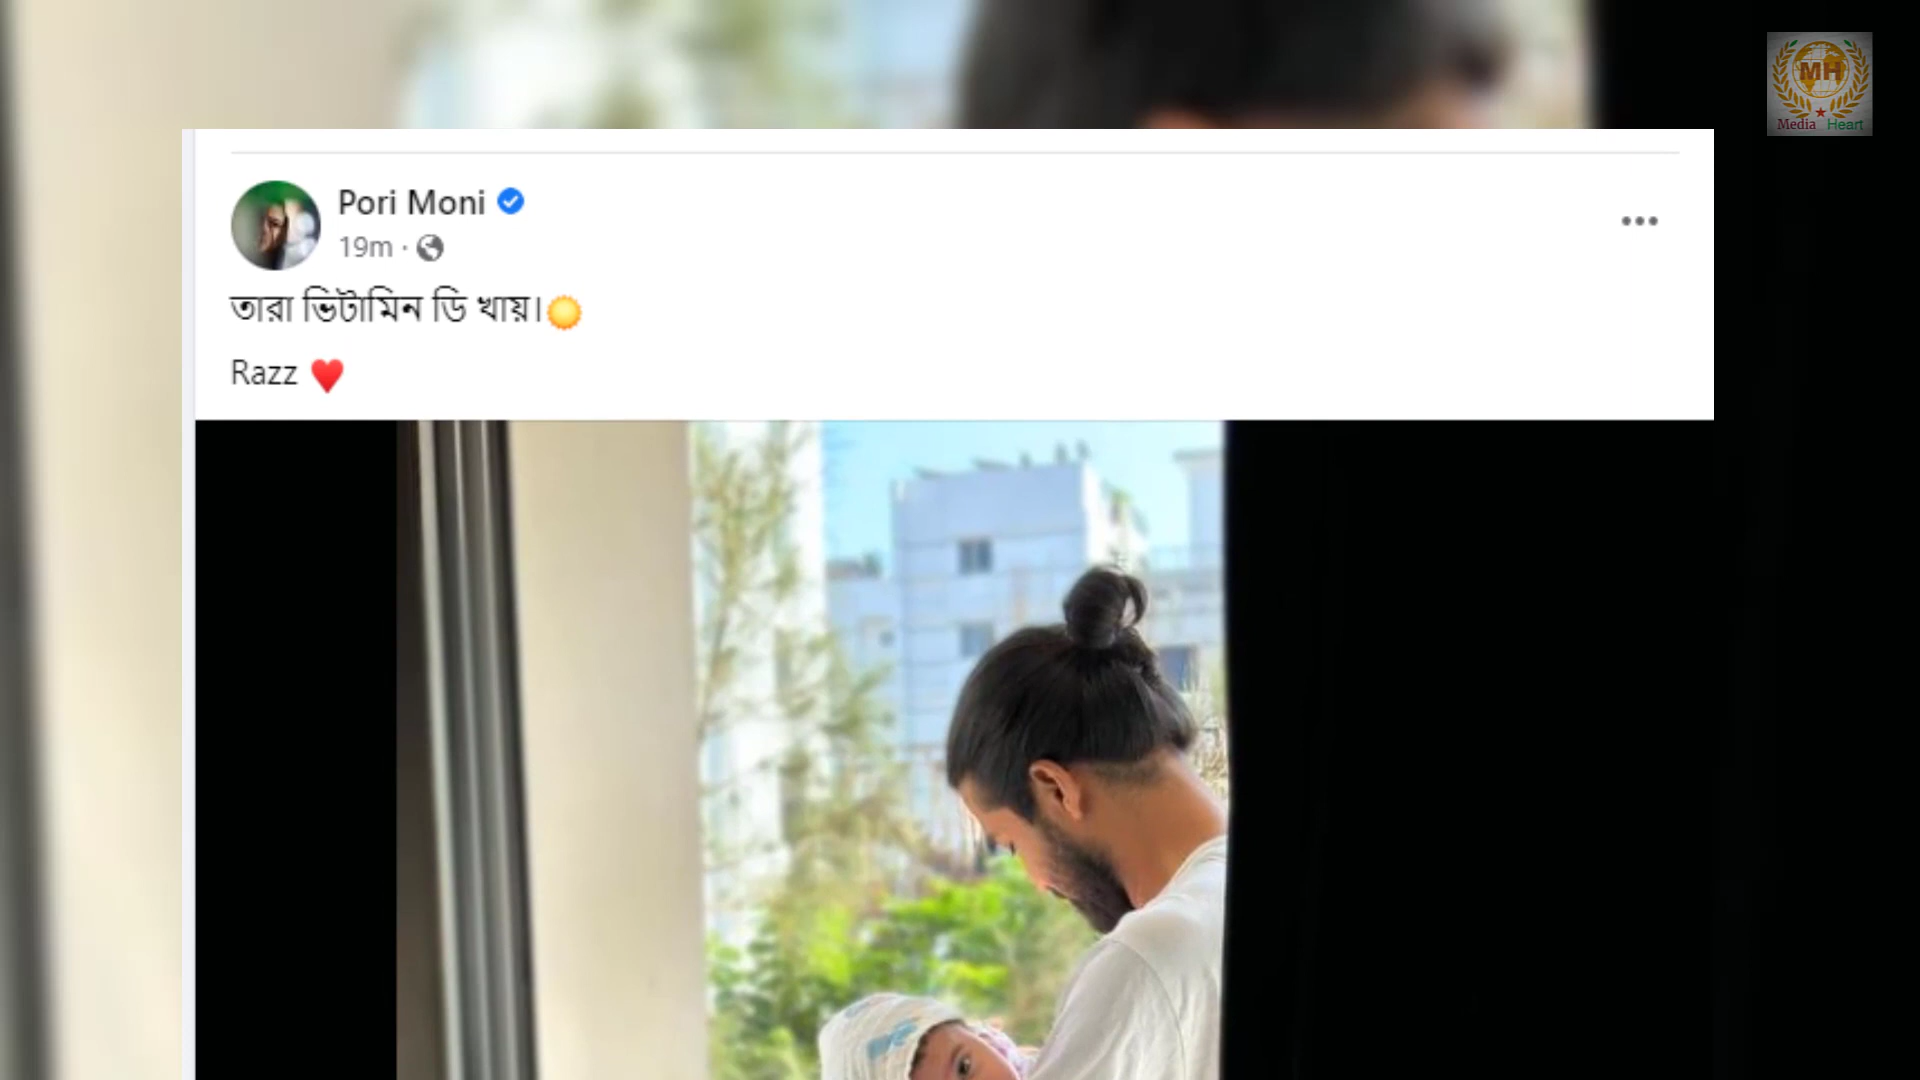 MH
Media Heart
Pori Moni
19m ·
তারা ভিটামিন ডি খায়।☀️
Razz ♥️